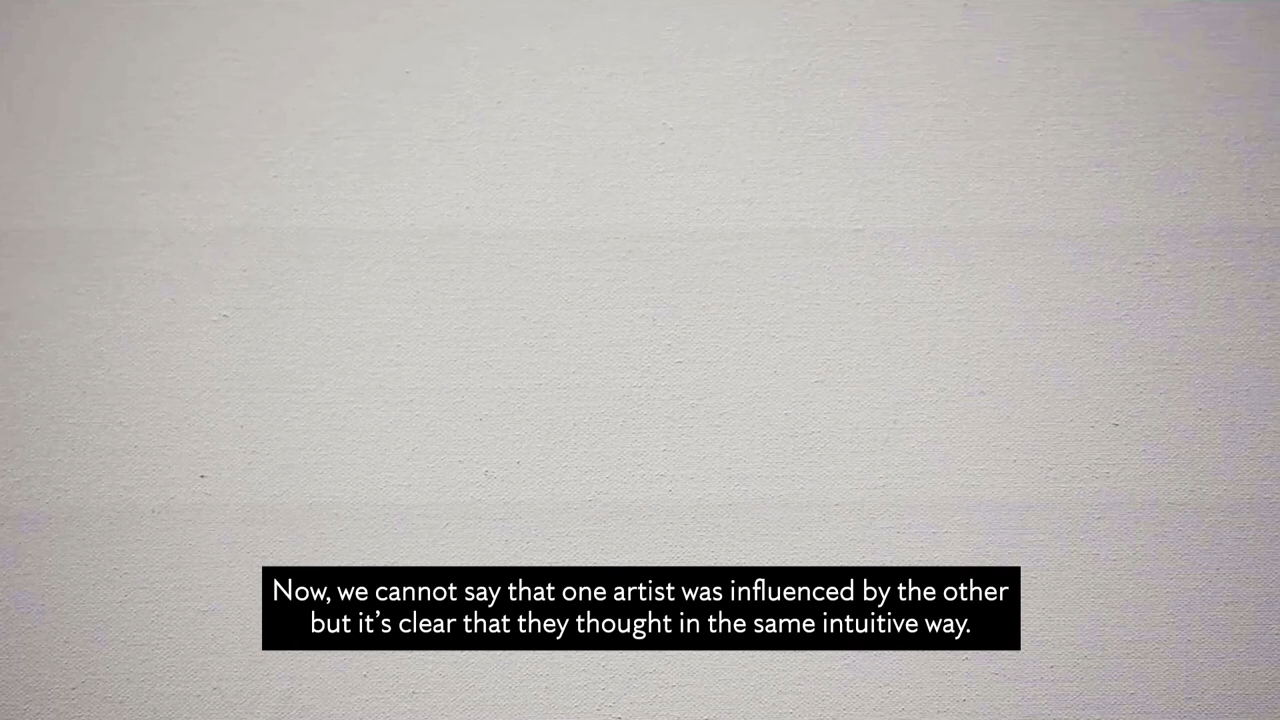 Now, we cannot say that one artist was influenced by the other
but it’s clear that they thought in the same intuitive way.